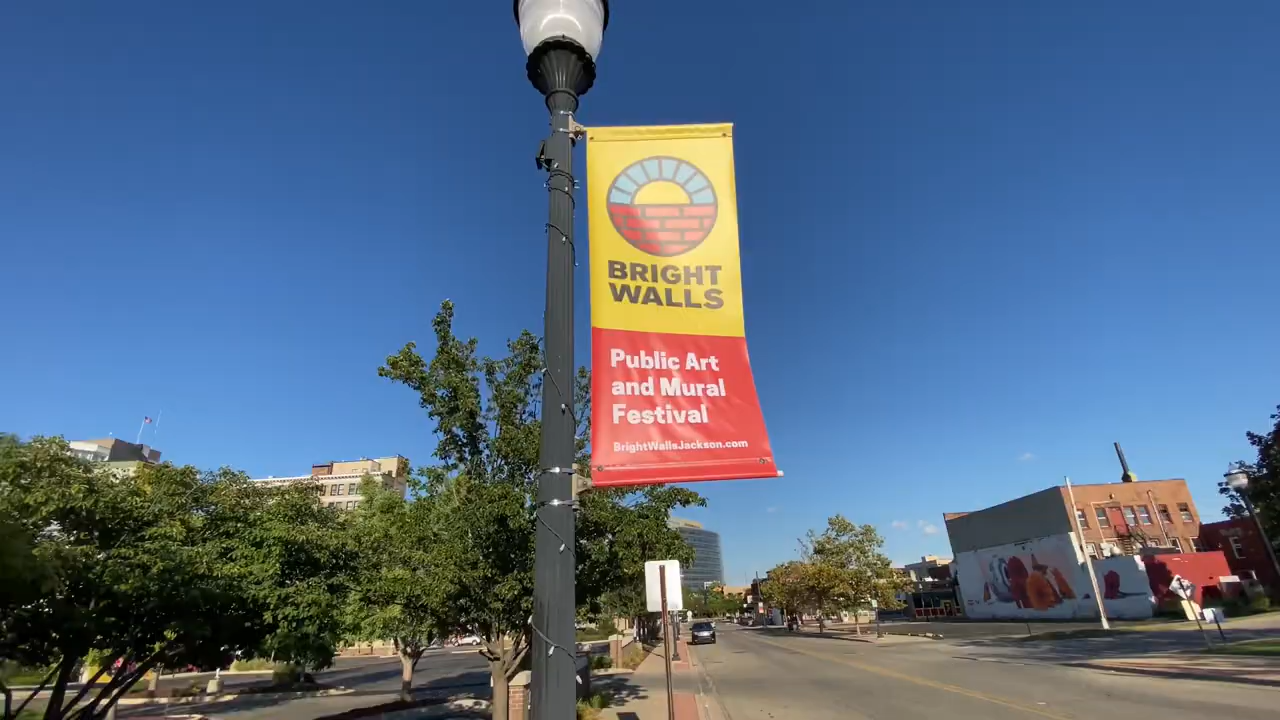 BRIGHT
WALLS
Public Art
and Mural
Festival
BrightWallsJackson.com